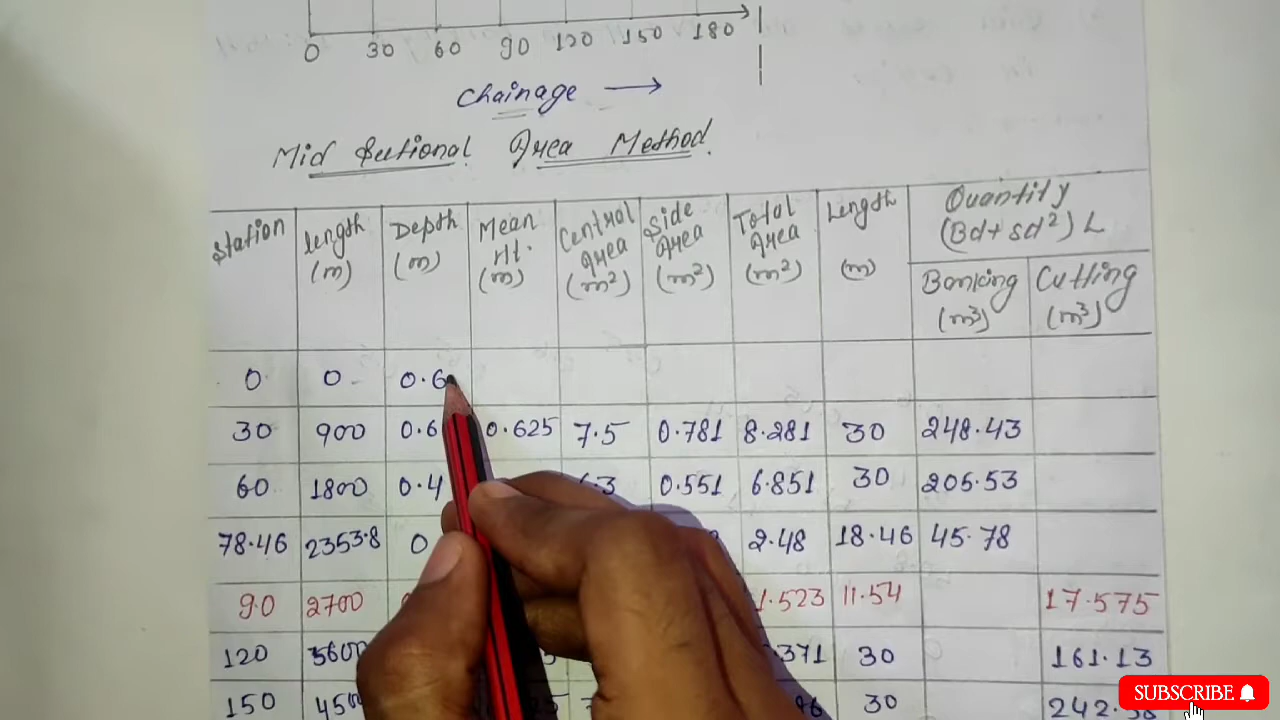 0 30 60 90 120 150 180
Chainage →
Mid Sectional Area Method.
Station length (m) Depth (m) Mean Ht. (m) Central Area (m²) Side Area (m²) Total Area (m²) Length (m) Quantity (Bd+sd²) L
Banking (m³) Cutting (m³)
0 0 0.6
30 900 0.6 0.625 7.5 0.781 8.281 30 248.43
60 1800 0.4 0.551 6.851 30 205.53
78.46 2353.8 0 2.48 18.46 45.78
90 2700 1.523 11.54 17.575
120 3600 30 161.13
150 30
SUBSCRIBE